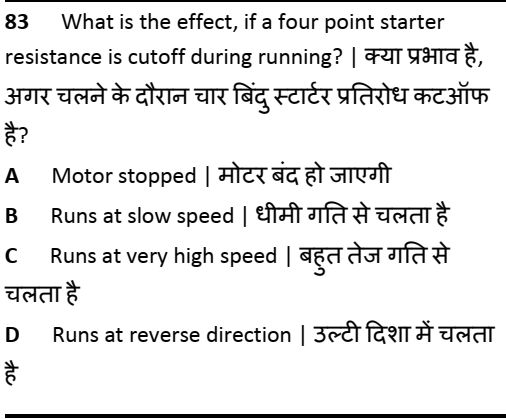 83 What is the effect, if a four point starter
resistance is cutoff during running? | क्या प्रभाव है,
अगर चलने के दौरान चार बिंदु स्टार्टर प्रतिरोध कटऑफ
है?
A Motor stopped | मोटर बंद हो जाएगी
B Runs at slow speed | धीमी गति से चलता है
C Runs at very high speed | बहुत तेज गति से
चलता है
D Runs at reverse direction | उल्टी दिशा में चलता
है